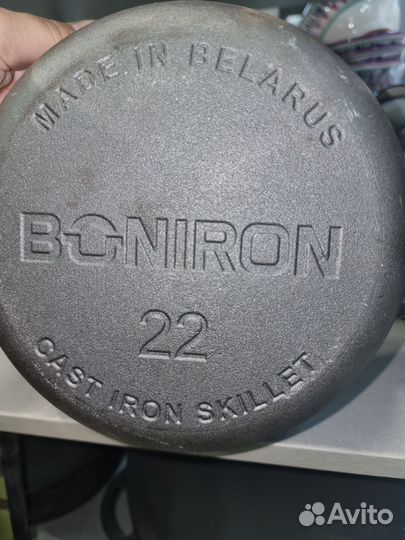 MADE IN BELARUS
BONIRON
22
CAST IRON SKILLET
Avito